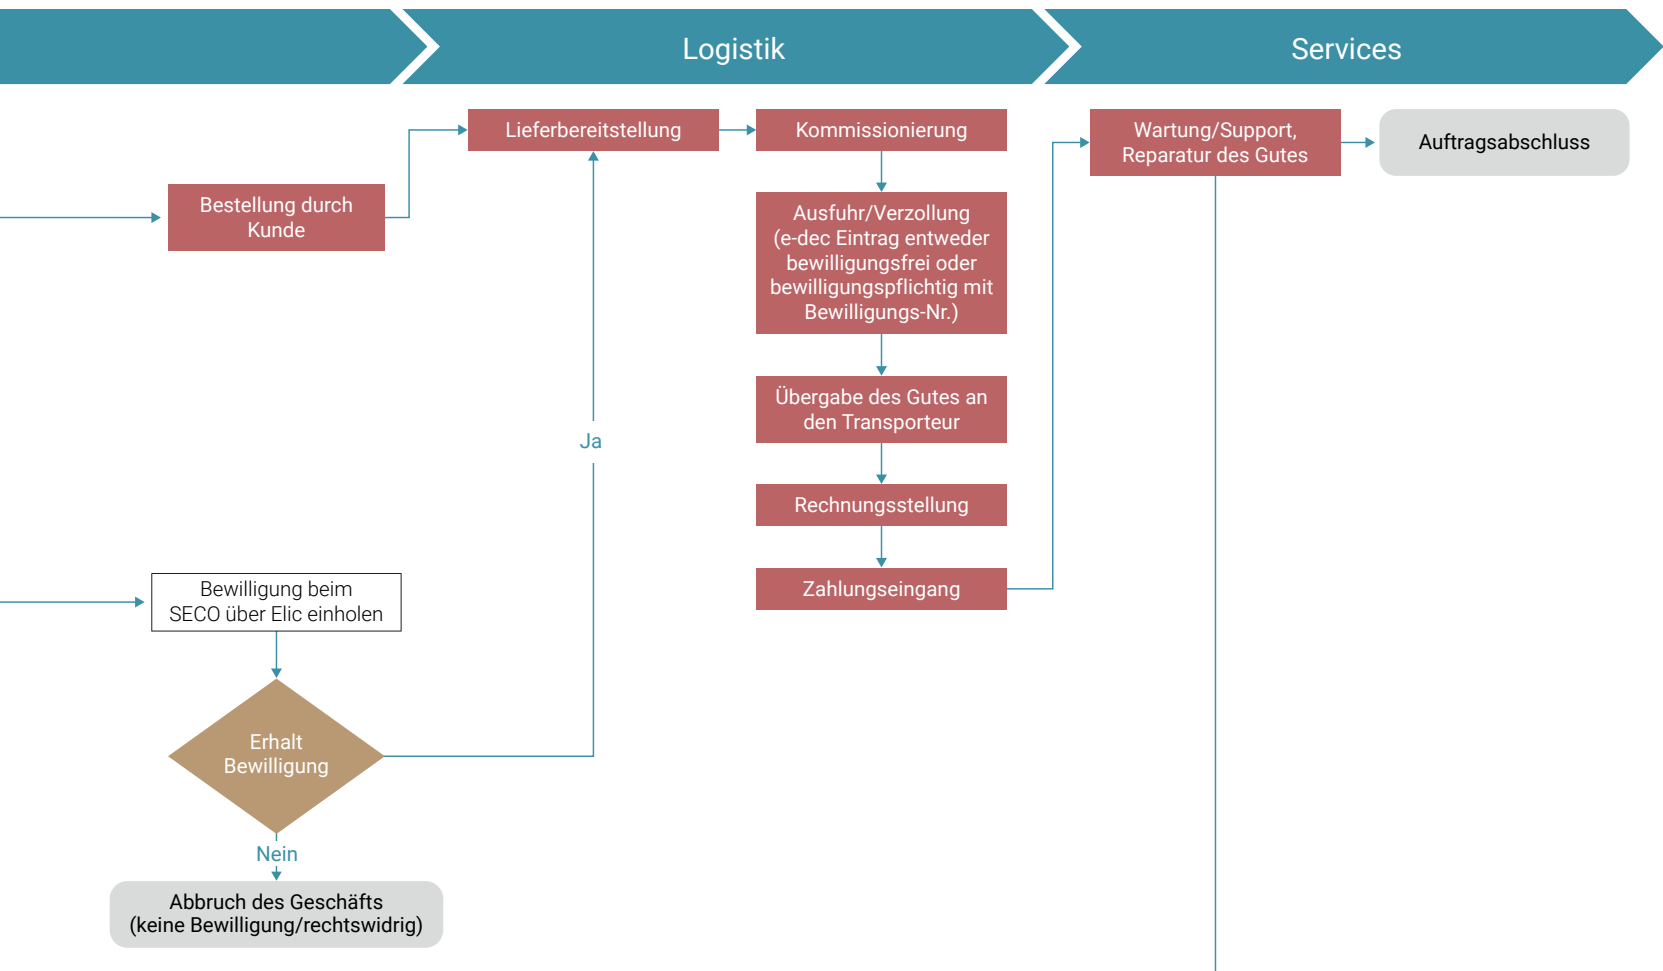 Logistik
Services
Lieferbereitstellung
Kommissionierung
Wartung/Support,
Reparatur des Gutes
Auftragsabschluss
Bestellung durch
Kunde
Ausfuhr/Verzollung
(e-dec Eintrag entweder
bewilligungsfrei oder
bewilligungspflichtig mit
Bewilligungs-Nr.)
Übergabe des Gutes an
den Transporteur
Ja
Rechnungsstellung
Zahlungseingang
Bewilligung beim
SECO über Elic einholen
Erhalt
Bewilligung
Nein
Abbruch des Geschäfts
(keine Bewilligung/rechtswidrig)